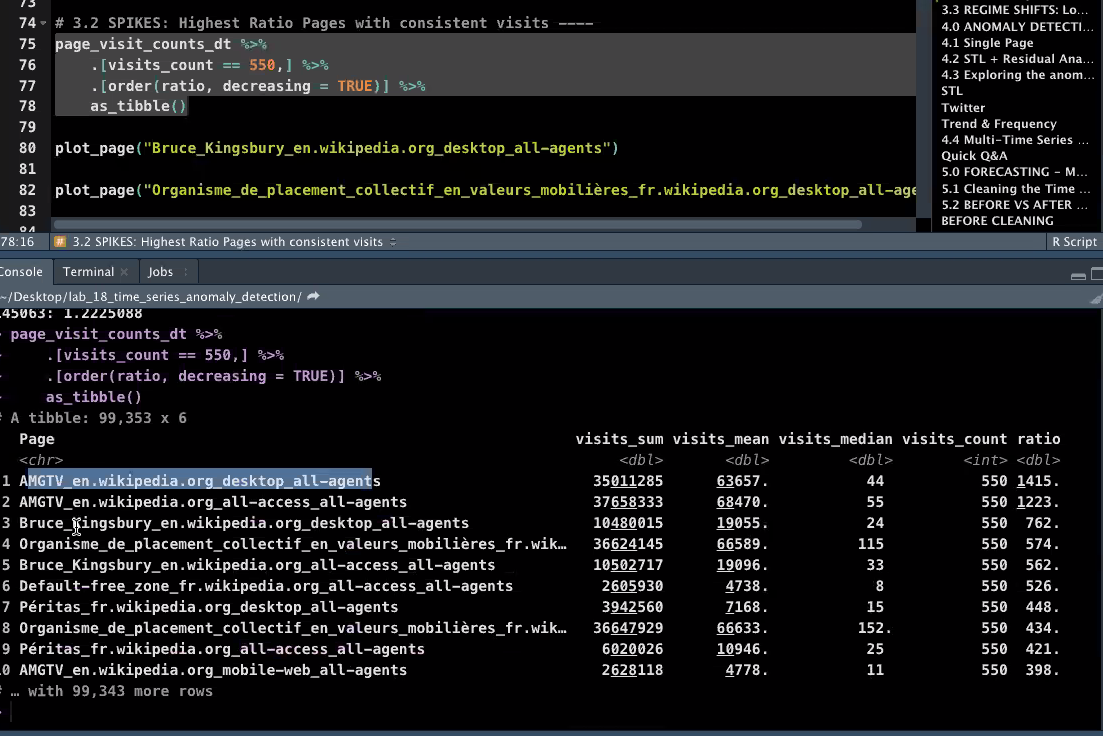 73
74 # 3.2 SPIKES: Highest Ratio Pages with consistent visits ----
75 page_visit_counts_dt %>%
76 .[visits_count == 550,] %>%
77 .[order(ratio, decreasing = TRUE)] %>%
78 as_tibble()
79
80 plot_page("Bruce_Kingsbury_en.wikipedia.org_desktop_all-agents")
81
82 plot_page("Organisme_de_placement_collectif_en_valeurs_mobilières_fr.wikipedia.org_desktop_all-age
83
84
3.3 REGIME SHIFTS: Lo...
4.0 ANOMALY DETECTI...
4.1 Single Page
4.2 STL + Residual Ana...
4.3 Exploring the anom...
STL
Twitter
Trend & Frequency
4.4 Multi-Time Series ...
Quick Q&A
5.0 FORECASTING - M...
5.1 Cleaning the Time ...
5.2 BEFORE VS AFTER ...
BEFORE CLEANING
78:16 # 3.2 SPIKES: Highest Ratio Pages with consistent visits R Script
Console Terminal × Jobs
~/Desktop/lab_18_time_series_anomaly_detection/
145063: 1.2225088
page_visit_counts_dt %>%
.[visits_count == 550,] %>%
.[order(ratio, decreasing = TRUE)] %>%
as_tibble()
# A tibble: 99,353 x 6
Page visits_sum visits_mean visits_median visits_count ratio
<chr> <dbl> <dbl> <dbl> <int> <dbl>
1 AMGTV_en.wikipedia.org_desktop_all-agents 35011285 63657. 44 550 1415.
2 AMGTV_en.wikipedia.org_all-access_all-agents 37658333 68470. 55 550 1223.
3 Bruce_Kingsbury_en.wikipedia.org_desktop_all-agents 10480015 19055. 24 550 762.
4 Organisme_de_placement_collectif_en_valeurs_mobilières_fr.wik… 36624145 66589. 115 550 574.
5 Bruce_Kingsbury_en.wikipedia.org_all-access_all-agents 10502717 19096. 33 550 562.
6 Default-free_zone_fr.wikipedia.org_all-access_all-agents 2605930 4738. 8 550 526.
7 Péritas_fr.wikipedia.org_desktop_all-agents 3942560 7168. 15 550 448.
8 Organisme_de_placement_collectif_en_valeurs_mobilières_fr.wik… 36647929 66633. 152. 550 434.
9 Péritas_fr.wikipedia.org_all-access_all-agents 6020026 10946. 25 550 421.
10 AMGTV_en.wikipedia.org_mobile-web_all-agents 2628118 4778. 11 550 398.
# … with 99,343 more rows